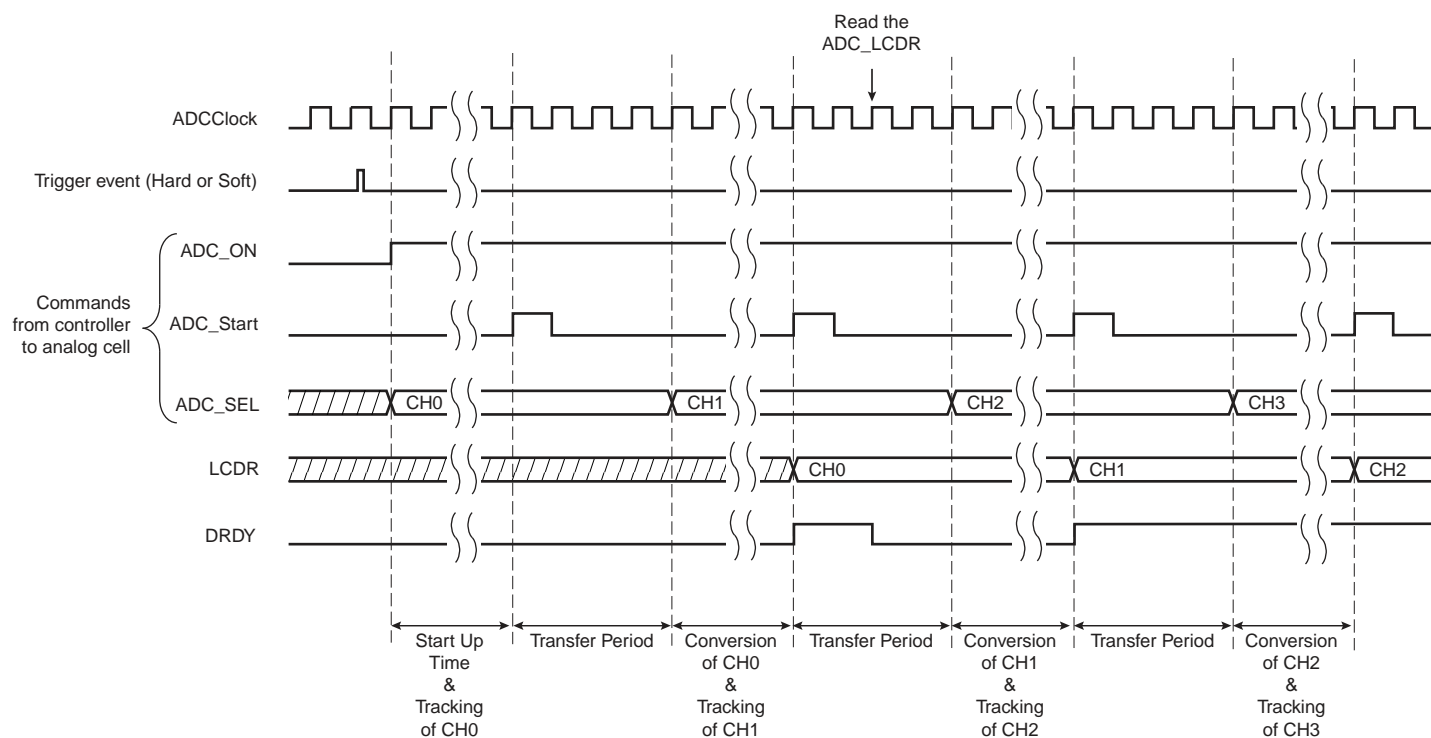 Read the
ADC_LCDR
ADCClock
Trigger event (Hard or Soft)
ADC_ON
Commands
from controller
to analog cell
ADC_Start
ADC_SEL
CH0
CH1
CH2
CH3
LCDR
CH0
CH1
CH2
DRDY
Start Up
Time
&
Tracking
of CH0
Transfer Period
Conversion
of CH0
&
Tracking
of CH1
Transfer Period
Conversion
of CH1
&
Tracking
of CH2
Transfer Period
Conversion
of CH2
&
Tracking
of CH3